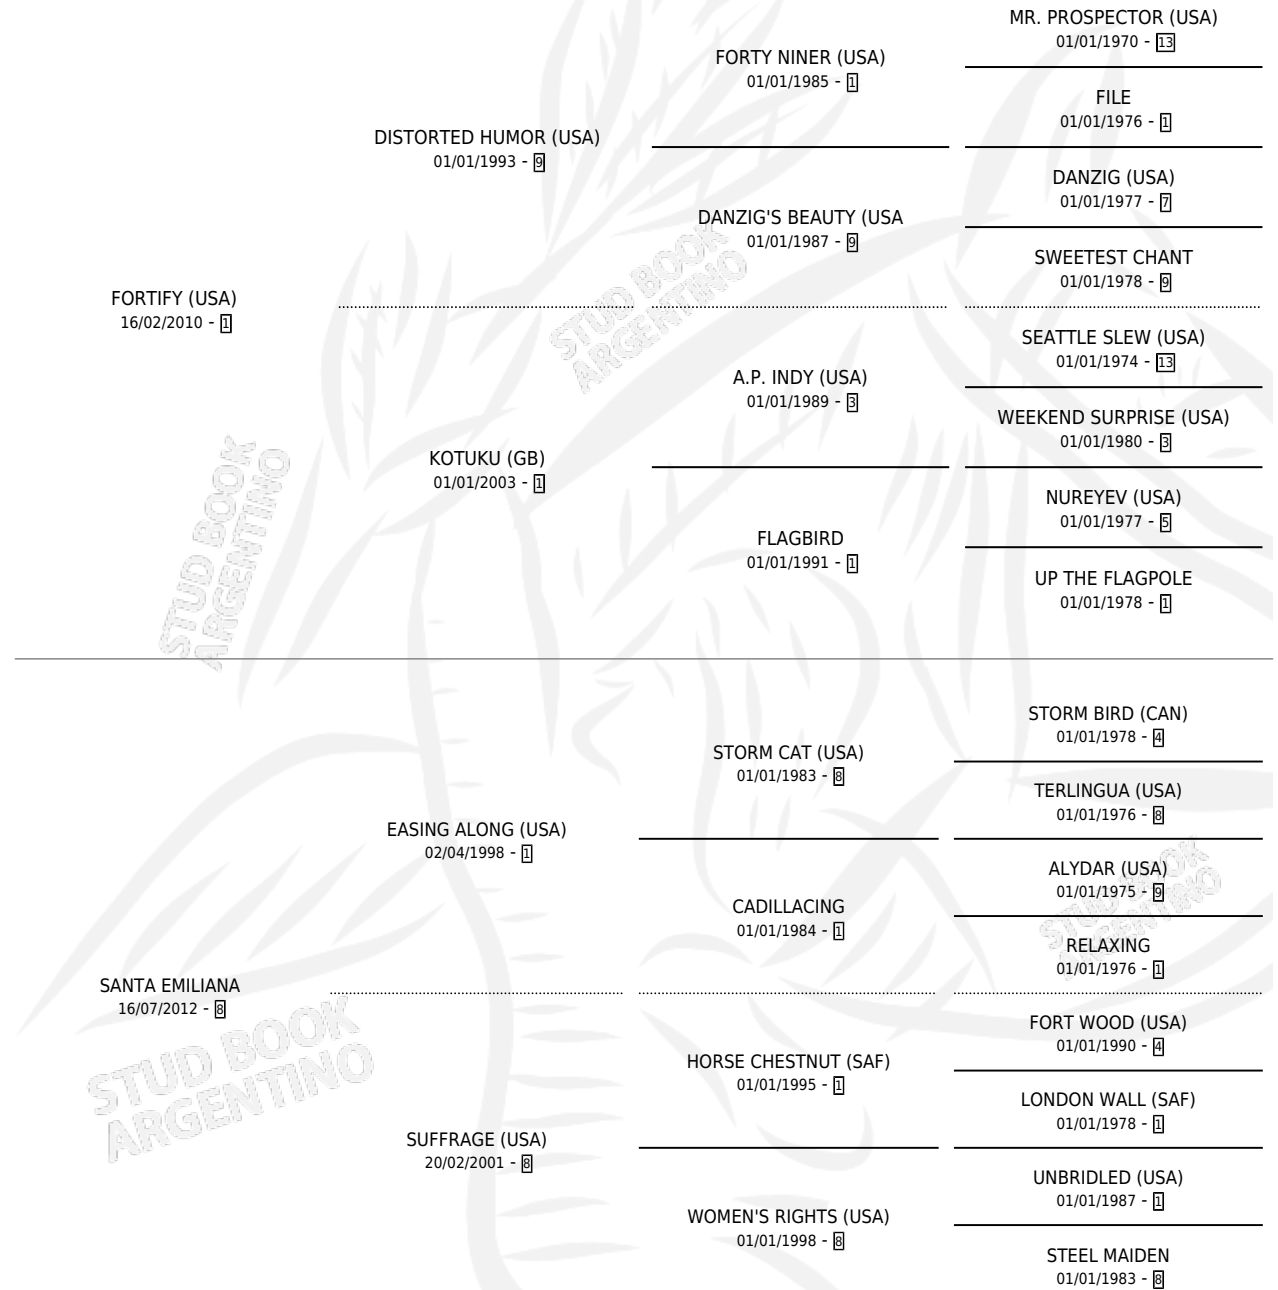 MR. PROSPECTOR (USA)
01/01/1970 - 13
FORTY NINER (USA)
01/01/1985 - 1
FILE
01/01/1976 - 1
DISTORTED HUMOR (USA)
01/01/1993 - 9
DANZIG (USA)
01/01/1977 - 7
DANZIG'S BEAUTY (USA
01/01/1987 - 9
SWEETEST CHANT
01/01/1978 - 9
STUD BOOK
ARGENTINO
FORTIFY (USA)
16/02/2010 - 1
SEATTLE SLEW (USA)
01/01/1974 - 13
A.P. INDY (USA)
01/01/1989 - 3
WEEKEND SURPRISE (USA)
01/01/1980 - 3
KOTUKU (GB)
01/01/2003 - 1
NUREYEV (USA)
01/01/1977 - 5
FLAGBIRD
01/01/1991 - 1
UP THE FLAGPOLE
01/01/1978 - 1
STUD BOOK
ARGENTINO
STORM BIRD (CAN)
01/01/1978 - 4
STORM CAT (USA)
01/01/1983 - 8
TERLINGUA (USA)
01/01/1976 - 8
EASING ALONG (USA)
02/04/1998 - 1
ALYDAR (USA)
01/01/1975 - 9
CADILLACING
01/01/1984 - 1
STUD BOOK
ARGENTINO
RELAXING
01/01/1976 - 1
SANTA EMILIANA
16/07/2012 - 8
FORT WOOD (USA)
01/01/1990 - 4
HORSE CHESTNUT (SAF)
01/01/1995 - 1
LONDON WALL (SAF)
01/01/1978 - 1
STUD BOOK
ARGENTINO
SUFFRAGE (USA)
20/02/2001 - 8
UNBRIDLED (USA)
01/01/1987 - 1
WOMEN'S RIGHTS (USA)
01/01/1998 - 8
STEEL MAIDEN
01/01/1983 - 8